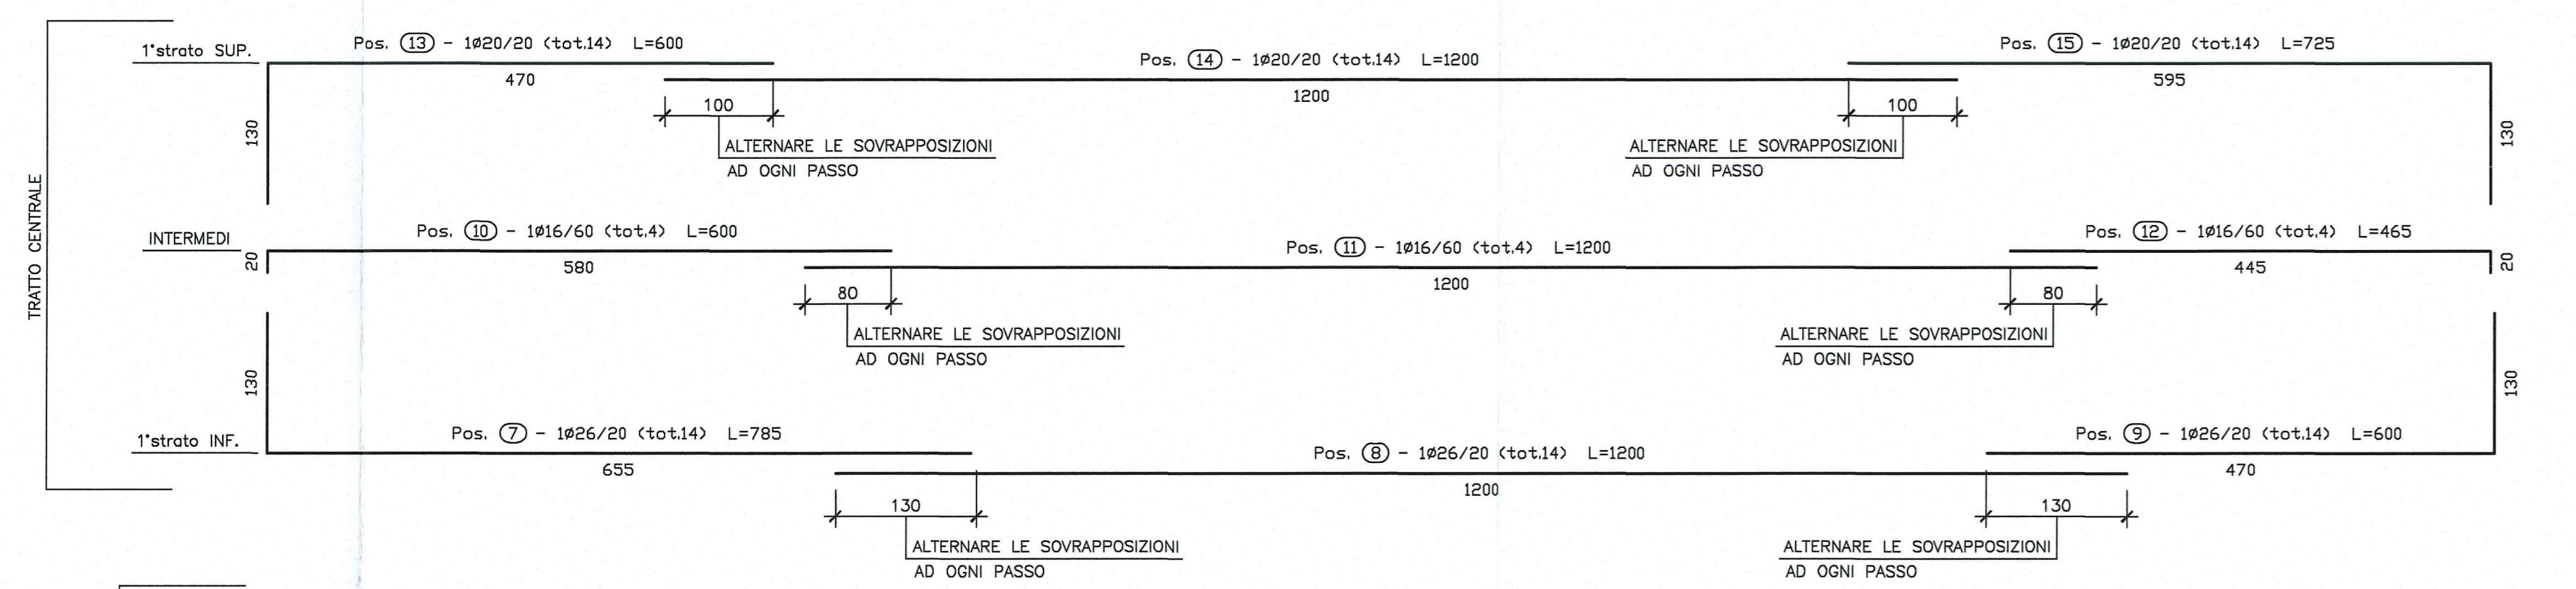 TRATTO CENTRALE
1°strato SUP.
Pos. 13 - 1ø20/20 (tot.14) L=600
470
130
100
ALTERNARE LE SOVRAPPOSIZIONI
AD OGNI PASSO
Pos. 14 - 1ø20/20 (tot.14) L=1200
1200
Pos. 15 - 1ø20/20 (tot.14) L=725
595
130
100
ALTERNARE LE SOVRAPPOSIZIONI
AD OGNI PASSO
INTERMEDI
Pos. 10 - 1ø16/60 (tot.4) L=600
580
20
80
ALTERNARE LE SOVRAPPOSIZIONI
AD OGNI PASSO
Pos. 11 - 1ø16/60 (tot.4) L=1200
1200
Pos. 12 - 1ø16/60 (tot.4) L=465
445
20
80
ALTERNARE LE SOVRAPPOSIZIONI
AD OGNI PASSO
1°strato INF.
Pos. 7 - 1ø26/20 (tot.14) L=785
655
130
130
ALTERNARE LE SOVRAPPOSIZIONI
AD OGNI PASSO
Pos. 8 - 1ø26/20 (tot.14) L=1200
1200
Pos. 9 - 1ø26/20 (tot.14) L=600
470
130
130
ALTERNARE LE SOVRAPPOSIZIONI
AD OGNI PASSO